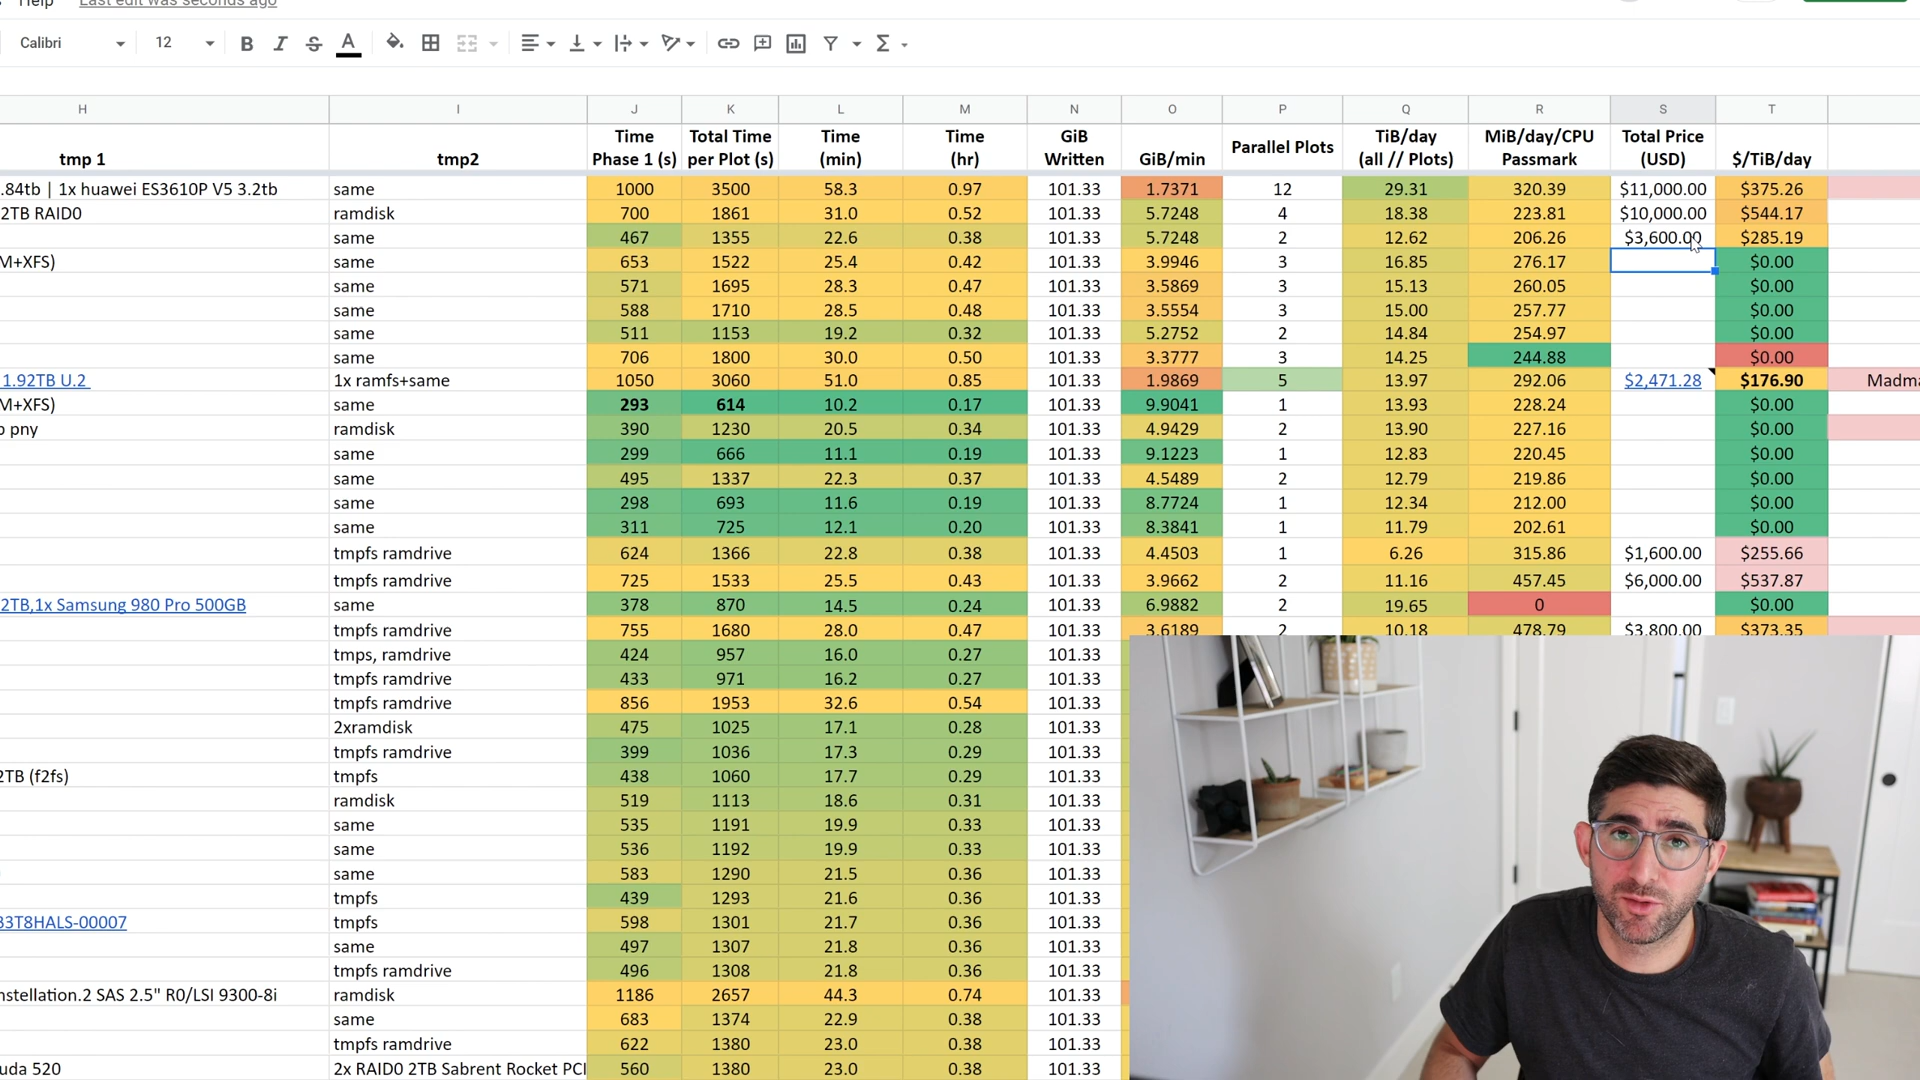 Help Last edit was seconds ago
Calibri 12 B I S A
H I J K L M N O P Q R S T
tmp 1 tmp2 Time Phase 1 (s) Total Time per Plot (s) Time (min) Time (hr) GiB Written GiB/min Parallel Plots TiB/day (all // Plots) MiB/day/CPU Passmark Total Price (USD) $/TiB/day
.84tb | 1x huawei ES3610P V5 3.2tb same 1000 3500 58.3 0.97 101.33 1.7371 12 29.31 320.39 $11,000.00 $375.26
2TB RAID0 ramdisk 700 1861 31.0 0.52 101.33 5.7248 4 18.38 223.81 $10,000.00 $544.17
same 467 1355 22.6 0.38 101.33 5.7248 2 12.62 206.26 $3,600.00 $285.19
M+XFS) same 653 1522 25.4 0.42 101.33 3.9946 3 16.85 276.17 $0.00
same 571 1695 28.3 0.47 101.33 3.5869 3 15.13 260.05 $0.00
same 588 1710 28.5 0.48 101.33 3.5554 3 15.00 257.77 $0.00
same 511 1153 19.2 0.32 101.33 5.2752 2 14.84 254.97 $0.00
same 706 1800 30.0 0.50 101.33 3.3777 3 14.25 244.88 $0.00
1.92TB U.2 1x ramfs+same 1050 3060 51.0 0.85 101.33 1.9869 5 13.97 292.06 $2,471.28 $176.90 Madma
M+XFS) same 293 614 10.2 0.17 101.33 9.9041 1 13.93 228.24 $0.00
pny ramdisk 390 1230 20.5 0.34 101.33 4.9429 2 13.90 227.16 $0.00
same 299 666 11.1 0.19 101.33 9.1223 1 12.83 220.45 $0.00
same 495 1337 22.3 0.37 101.33 4.5489 2 12.79 219.86 $0.00
same 298 693 11.6 0.19 101.33 8.7724 1 12.34 212.00 $0.00
same 311 725 12.1 0.20 101.33 8.3841 1 11.79 202.61 $0.00
tmpfs ramdrive 624 1366 22.8 0.38 101.33 4.4503 1 6.26 315.86 $1,600.00 $255.66
tmpfs ramdrive 725 1533 25.5 0.43 101.33 3.9662 2 11.16 457.45 $6,000.00 $537.87
2TB,1x Samsung 980 Pro 500GB same 378 870 14.5 0.24 101.33 6.9882 2 19.65 0 $0.00
tmpfs ramdrive 755 1680 28.0 0.47 101.33 3.6189 2 10.18 478.79 $3,800.00 $373.35
tmps, ramdrive 424 957 16.0 0.27 101.33
tmpfs ramdrive 433 971 16.2 0.27 101.33
tmpfs ramdrive 856 1953 32.6 0.54 101.33
2xramdisk 475 1025 17.1 0.28 101.33
tmpfs ramdrive 399 1036 17.3 0.29 101.33
2TB (f2fs) tmpfs 438 1060 17.7 0.29 101.33
ramdisk 519 1113 18.6 0.31 101.33
same 535 1191 19.9 0.33 101.33
same 536 1192 19.9 0.33 101.33
same 583 1290 21.5 0.36 101.33
tmpfs 439 1293 21.6 0.36 101.33
33T8HALS-00007 tmpfs 598 1301 21.7 0.36 101.33
same 497 1307 21.8 0.36 101.33
tmpfs ramdrive 496 1308 21.8 0.36 101.33
nstellation.2 SAS 2.5" R0/LSI 9300-8i ramdisk 1186 2657 44.3 0.74 101.33
same 683 1374 22.9 0.38 101.33
tmpfs ramdrive 622 1380 23.0 0.38 101.33
uda 520 2x RAID0 2TB Sabrent Rocket PCI 560 1380 23.0 0.38 101.33